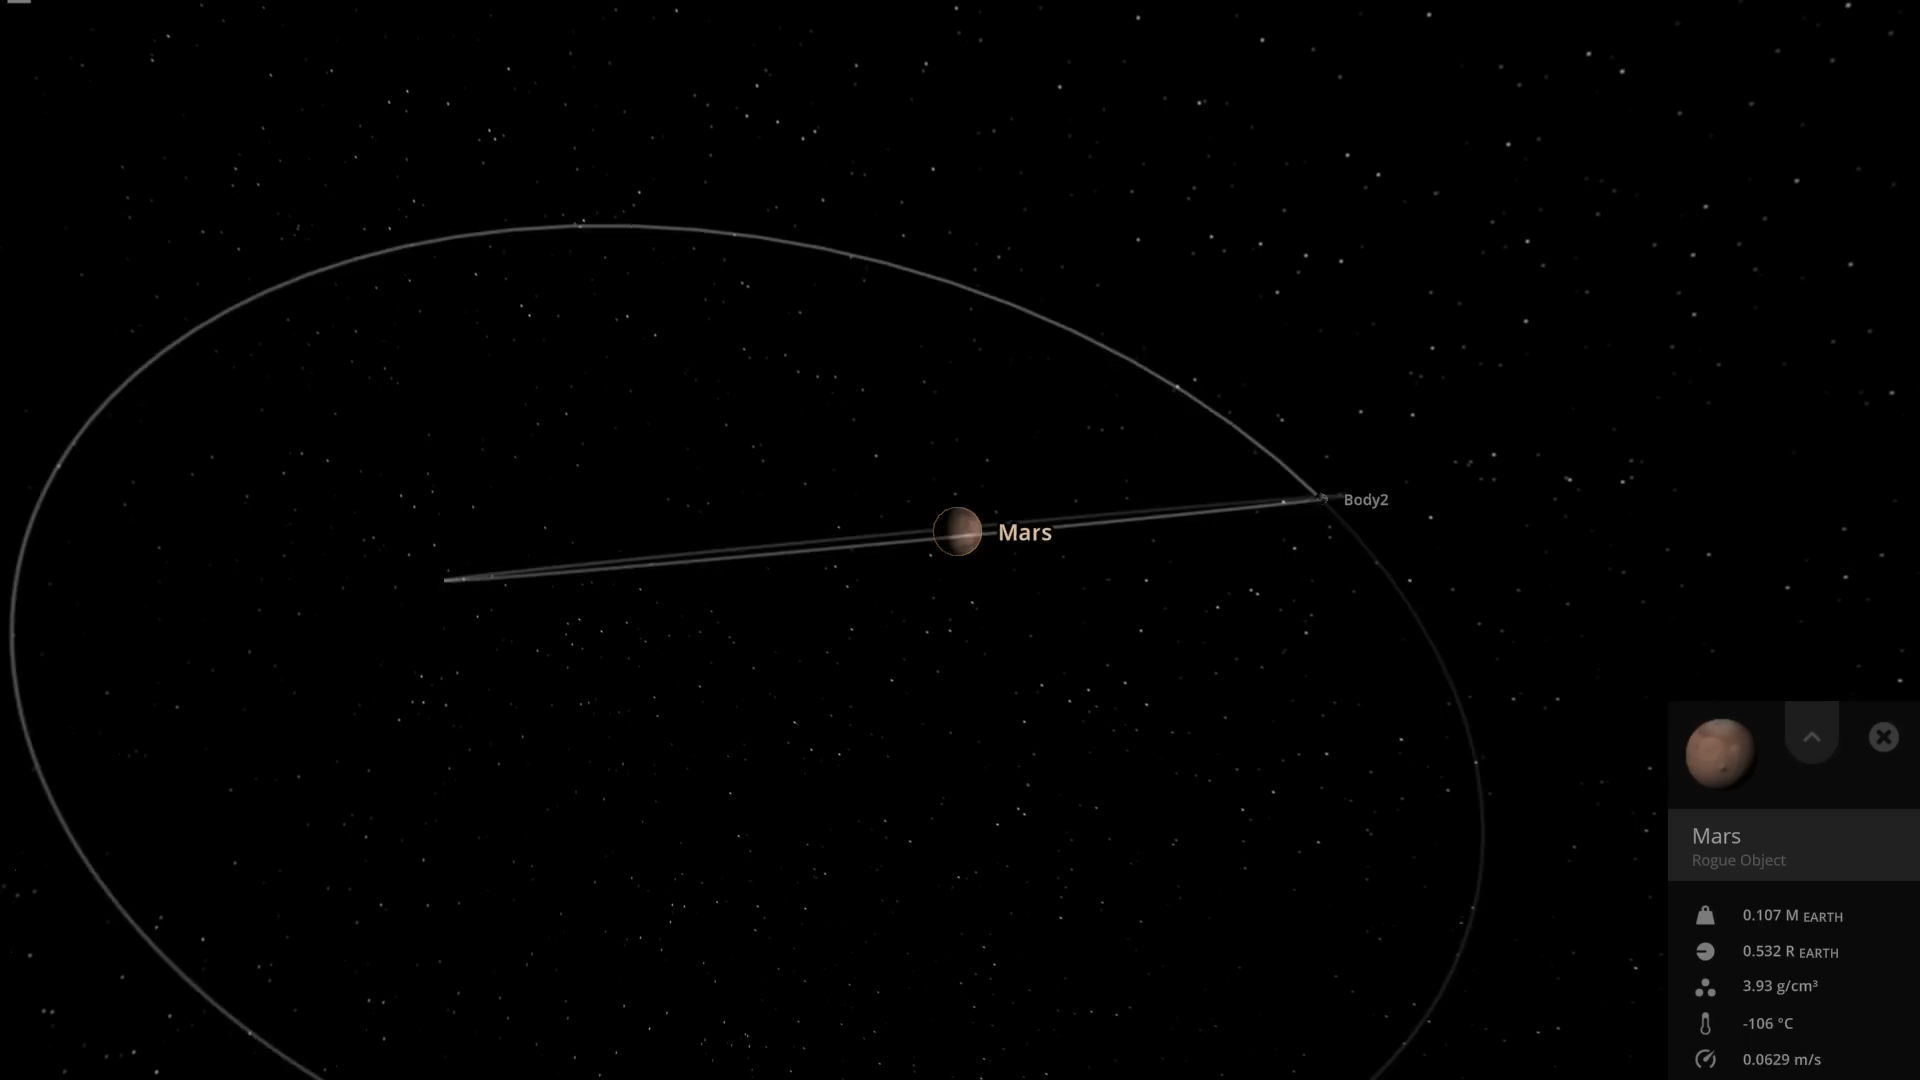 Body2
Mars
Mars
Rogue Object
0.107 M EARTH
0.532 R EARTH
3.93 g/cm³
-106 °C
0.0629 m/s